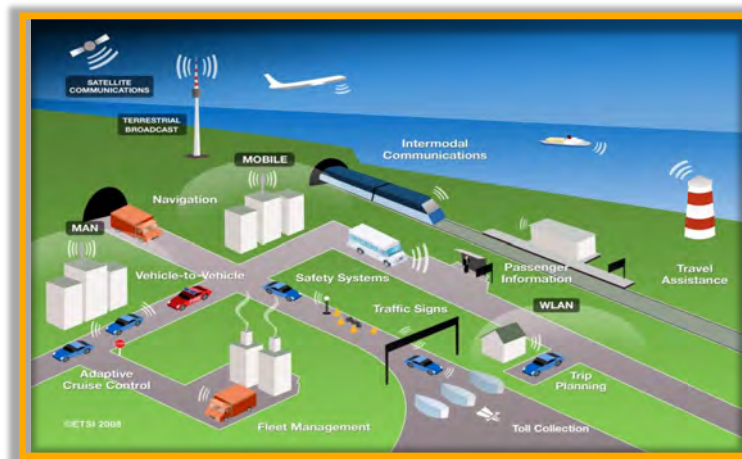 SATELLITE
COMMUNICATIONS
TERRESTRIAL
BROADCAST
Intermodal
Communications
MOBILE
Navigation
MAN
Vehicle-to-Vehicle
Safety Systems
Passenger
Information
Travel
Assistance
Traffic Signs
WLAN
Adaptive
Cruise Control
Trip
Planning
©ETSI 2008
Fleet Management
Toll Collection